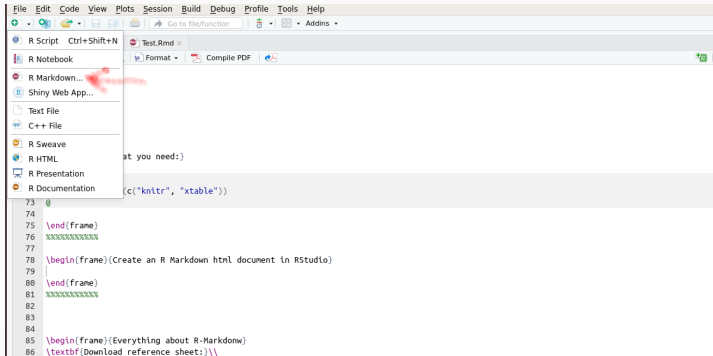 File Edit Code View Plots Session Build Debug Profile Tools Help
Go to file/function Addins
R Script Ctrl+Shift+N Test.Rmd ×
R Notebook Format Compile PDF
R Markdown...
Shiny Web App...
Text File
C++ File
R Sweave
R HTML at you need:}
R Presentation
R Documentation (c("knitr", "xtable"))
73 @
74
75 \end{frame}
76 %%%%%%%%%%%
77
78 \begin{frame}{Create an R Markdown html document in RStudio}
79
80 \end{frame}
81 %%%%%%%%%%%
82
83
84
85 \begin{frame}{Everything about R-Markdonw}
86 \textbf{Download reference sheet:}\\